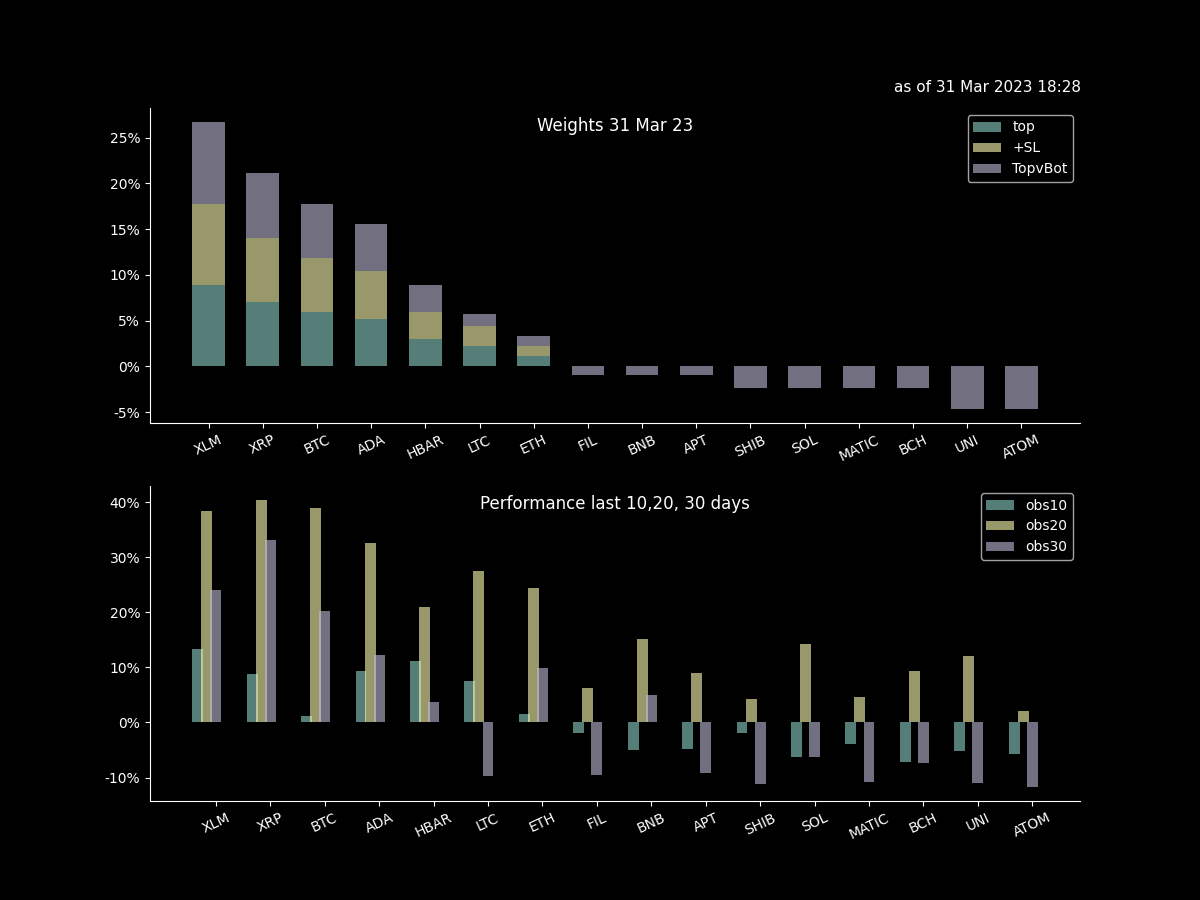 as of 31 Mar 2023 18:28
Weights 31 Mar 23
top
+SL
TopvBot
25%
20%
15%
10%
5%
0%
-5%
XLM XRP BTC ADA HBAR LTC ETH FIL BNB APT SHIB SOL MATIC BCH UNI ATOM
Performance last 10,20, 30 days
obs10
obs20
obs30
40%
30%
20%
10%
0%
-10%
XLM XRP BTC ADA HBAR LTC ETH FIL BNB APT SHIB SOL MATIC BCH UNI ATOM